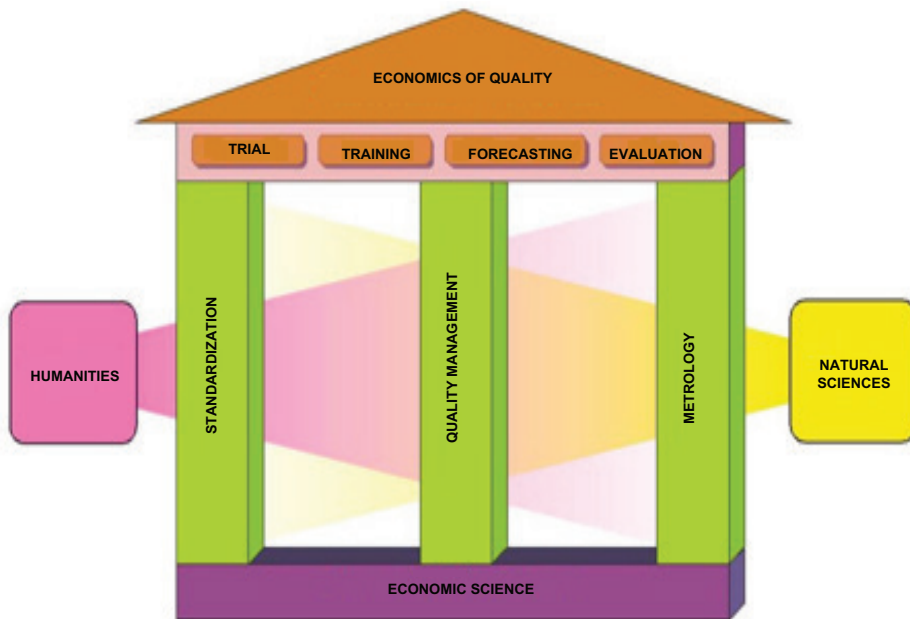 ECONOMICS OF QUALITY
TRIAL
TRAINING
FORECASTING
EVALUATION
HUMANITIES
STANDARDIZATION
QUALITY MANAGEMENT
METROLOGY
NATURAL
SCIENCES
ECONOMIC SCIENCE